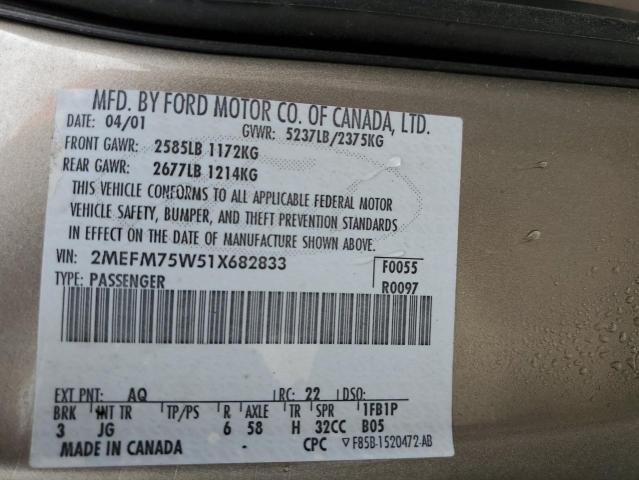 MFD. BY FORD MOTOR CO. OF CANADA, LTD.
DATE: 04/01 GVWR: 5237LB/2375KG
FRONT GAWR: 2585LB 1172KG
REAR GAWR: 2677LB 1214KG
THIS VEHICLE CONFORMS TO ALL APPLICABLE FEDERAL MOTOR
VEHICLE SAFETY, BUMPER, AND THEFT PREVENTION STANDARDS
IN EFFECT ON THE DATE OF MANUFACTURE SHOWN ABOVE.
VIN: 2MEFM75W51X682833 F0055
TYPE: PASSENGER R0097
EXT PNT: AQ RC: 22 DSO:
BRK INT TR TP/PS R AXLE TR SPR 1FB1P
3 JG 6 58 H 32CC B05
MADE IN CANADA - CPC ▽ F85B-1520472-AB